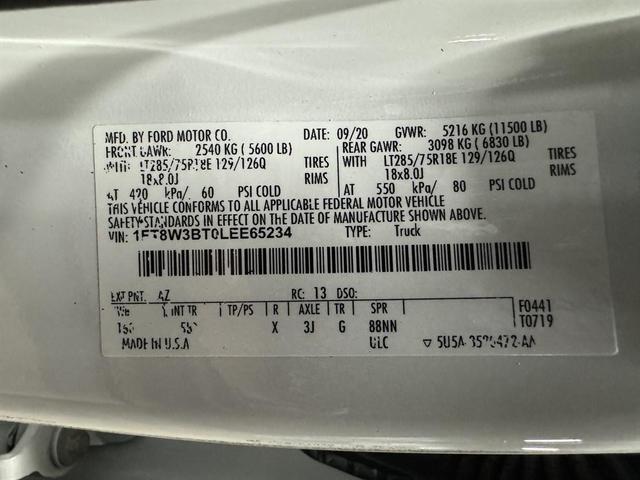 MFD. BY FORD MOTOR CO. DATE: 09/20 GVWR: 5216 KG (11500 LB)
FRONT GAWR: 2540 KG ( 5600 LB) REAR GAWR: 3098 KG ( 6830 LB)
WITH LT285/75R18E 129/126Q TIRES WITH LT285/75R18E 129/126Q TIRES
18x8.0J RIMS 18x8.0J RIMS
AT 420 kPa/ 60 PSI COLD AT 550 kPa/ 80 PSI COLD
THIS VEHICLE CONFORMS TO ALL APPLICABLE FEDERAL MOTOR VEHICLE
SAFETY STANDARDS IN EFFECT ON THE DATE OF MANUFACTURE SHOWN ABOVE.
VIN: 1FT8W3BT0LEE65234 TYPE: Truck
EXT PNT: AZ RC: 13 DSO:
WB INT TR TP/PS R AXLE TR SPR F0441
X 3J G 88NN T0719
MADE IN U.S.A ULC ▽ 5U5A-